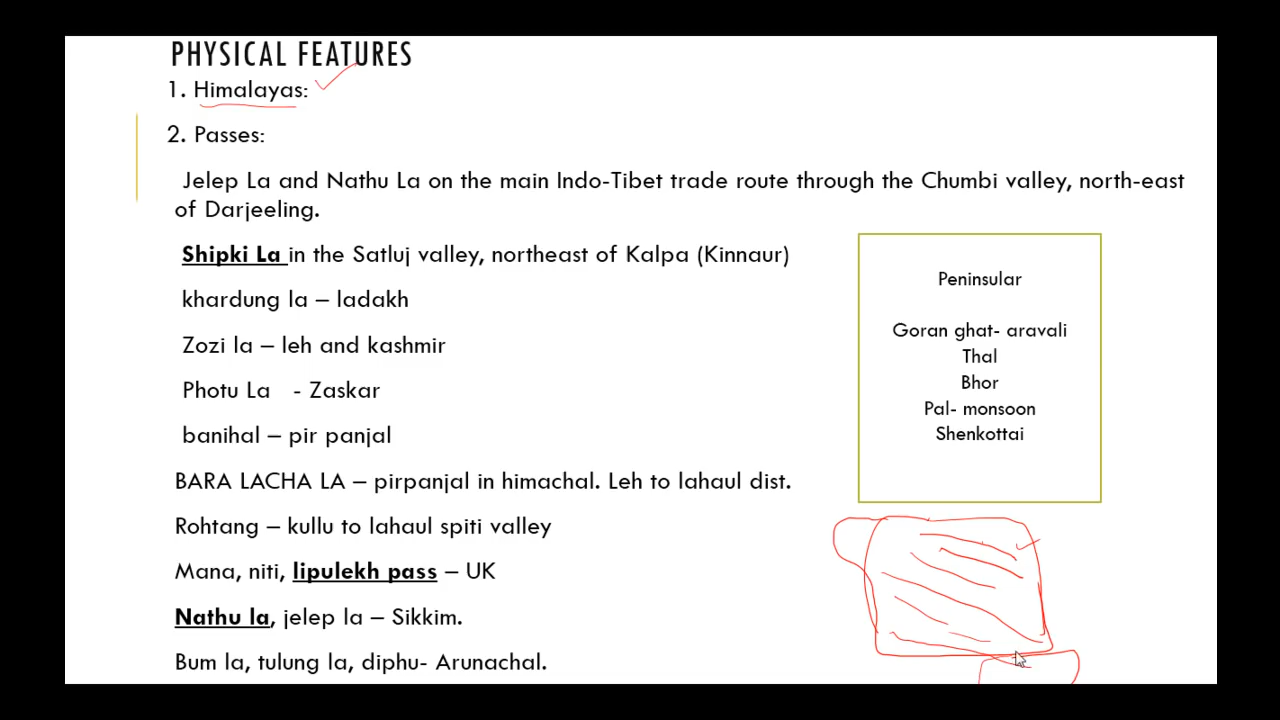 PHYSICAL FEATURES
1. Himalayas:
2. Passes:
Jelep La and Nathu La on the main Indo-Tibet trade route through the Chumbi valley, north-east
of Darjeeling.
Shipki La in the Satluj valley, northeast of Kalpa (Kinnaur)
khardung la – ladakh
Zozi la – leh and kashmir
Photu La - Zaskar
banihal – pir panjal
BARA LACHA LA – pirpanjal in himachal. Leh to lahaul dist.
Rohtang – kullu to lahaul spiti valley
Mana, niti, lipulekh pass – UK
Nathu la, jelep la – Sikkim.
Bum la, tulung la, diphu- Arunachal.
Peninsular
Goran ghat- aravali
Thal
Bhor
Pal- monsoon
Shenkottai